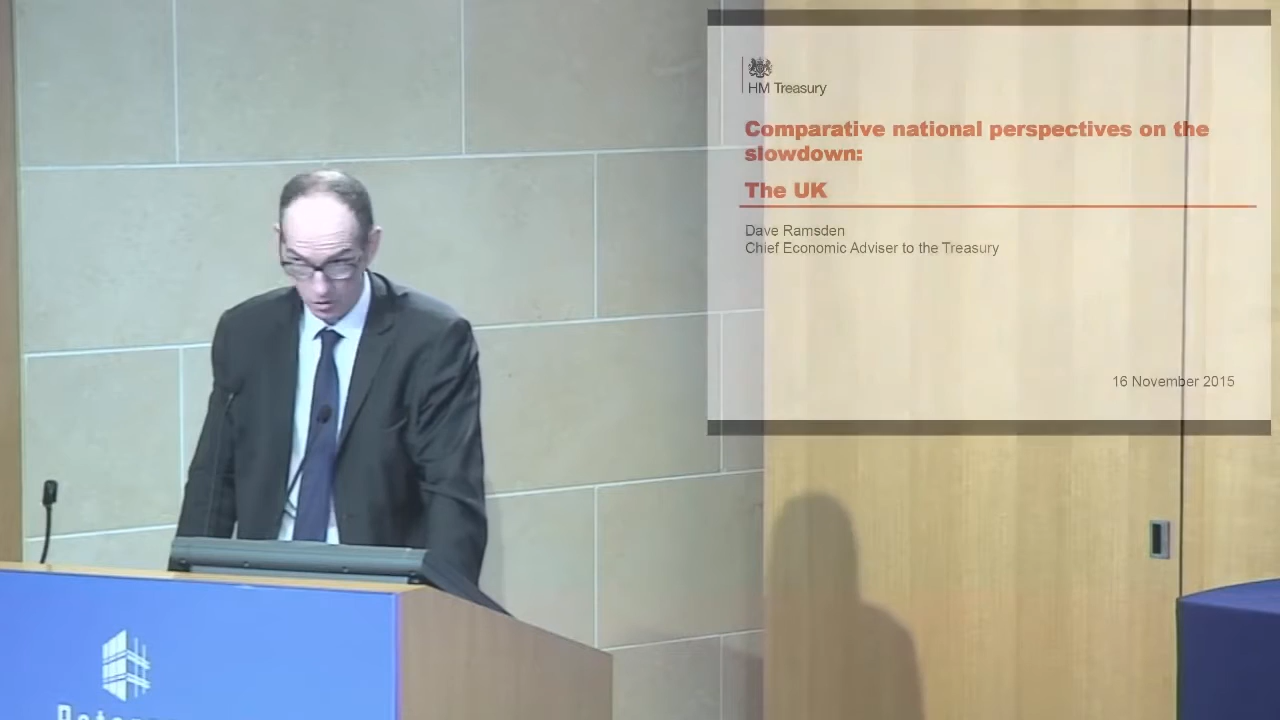 HM Treasury
Comparative national perspectives on the
slowdown:
The UK
Dave Ramsden
Chief Economic Adviser to the Treasury
16 November 2015